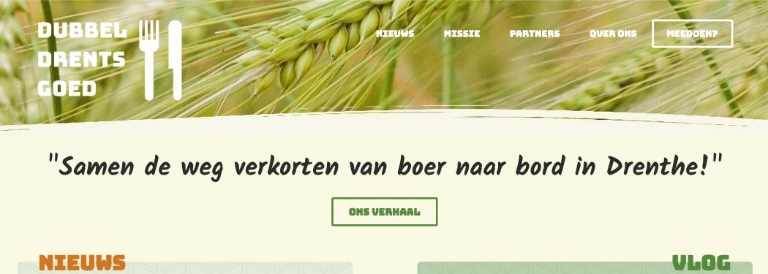 DUBBEL
DRENTS
GOED
NIEUWS MISSIE PARTNERS OVER ONS MEEDOEN?
"Samen de weg verkorten van boer naar bord in Drenthe!"
ONS VERHAAL
NIEUWS VLOG